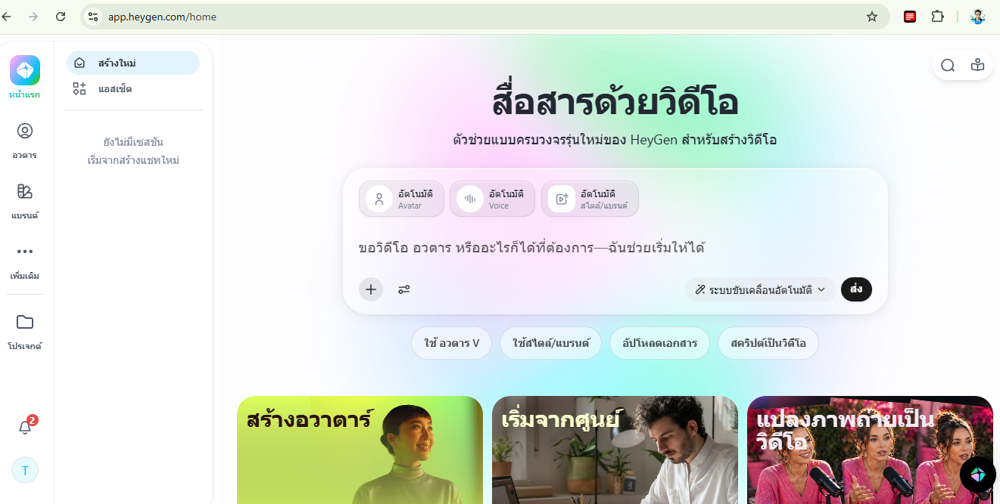 app.heygen.com/home
หน้าแรก
อวตาร
แบรนด์
เพิ่มเติม
โปรเจกต์
2
T
สร้างใหม่
แอสเซ็ต
ยังไม่มีเซสชัน
เริ่มจากสร้างแชทใหม่
สื่อสารด้วยวิดีโอ
ตัวช่วยแบบครบวงจรรุ่นใหม่ของ HeyGen สำหรับสร้างวิดีโอ
อัตโนมัติ
Avatar
อัตโนมัติ
Voice
อัตโนมัติ
สไตล์/แบรนด์
ขอวิดีโอ อวตาร หรืออะไรก็ได้ที่ต้องการ—ฉันช่วยเริ่มให้ได้
ระบบขับเคลื่อนอัตโนมัติ
ส่ง
ใช้ อวตาร V
ใช้สไตล์/แบรนด์
อัปโหลดเอกสาร
สคริปต์เป็นวิดีโอ
สร้างอวาตาร์
เริ่มจากศูนย์
แปลงภาพถ่ายเป็น
วิดีโอ